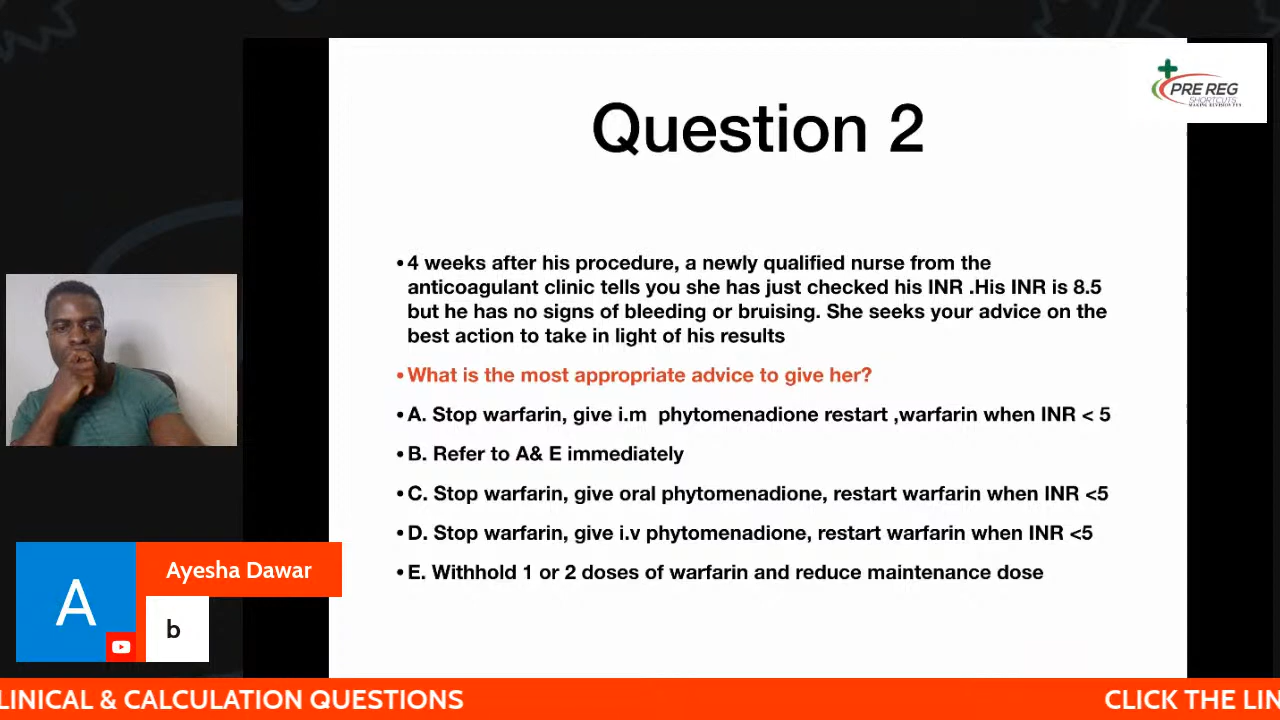 PRE REG
SHORTCUTS
MAKING REVISION FUN
Question 2
• 4 weeks after his procedure, a newly qualified nurse from the
anticoagulant clinic tells you she has just checked his INR .His INR is 8.5
but he has no signs of bleeding or bruising. She seeks your advice on the
best action to take in light of his results
• What is the most appropriate advice to give her?
• A. Stop warfarin, give i.m phytomenadione restart ,warfarin when INR < 5
• B. Refer to A& E immediately
• C. Stop warfarin, give oral phytomenadione, restart warfarin when INR <5
• D. Stop warfarin, give i.v phytomenadione, restart warfarin when INR <5
• E. Withhold 1 or 2 doses of warfarin and reduce maintenance dose
A
Ayesha Dawar
b
LINICAL & CALCULATION QUESTIONS
CLICK THE LIN